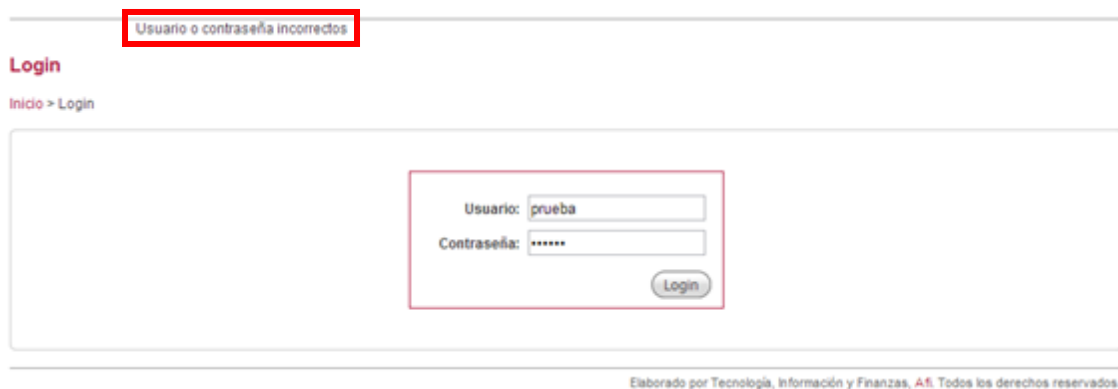 Usuario o contraseña incorrectos
Login
Inicio > Login
Usuario: prueba
Contraseña: ••••••
Login
Elaborado por Tecnología, Información y Finanzas, Afi. Todos los derechos reservados